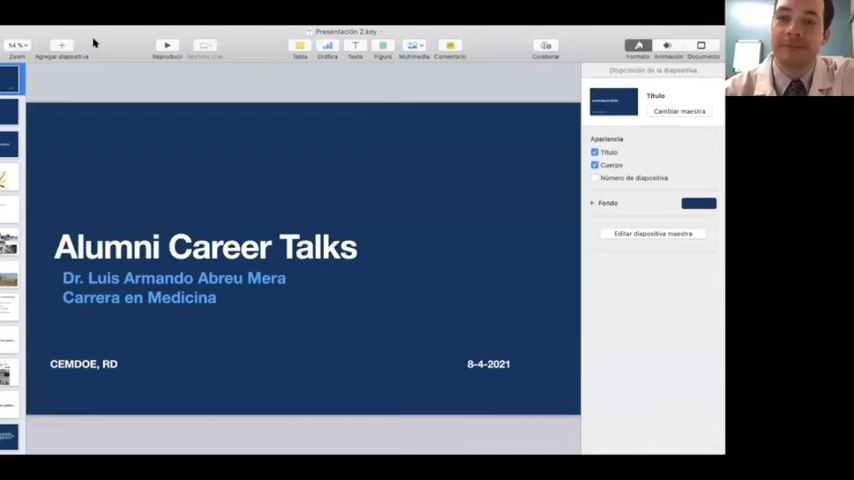 Presentación 2.key
54 %
Zoom
Agregar diapositiva
Reproducir
Keynote Live
Tabla
Gráfica
Texto
Figura
Multimedia
Comentario
Colaborar
Formato
Animación
Documento
Disposición de la diapositiva
Título
Cambiar maestra
Apariencia
Título
Cuerpo
Número de diapositiva
Fondo
Editar diapositiva maestra
Alumni Career Talks
Dr. Luis Armando Abreu Mera
Carrera en Medicina
CEMDOE, RD
8-4-2021